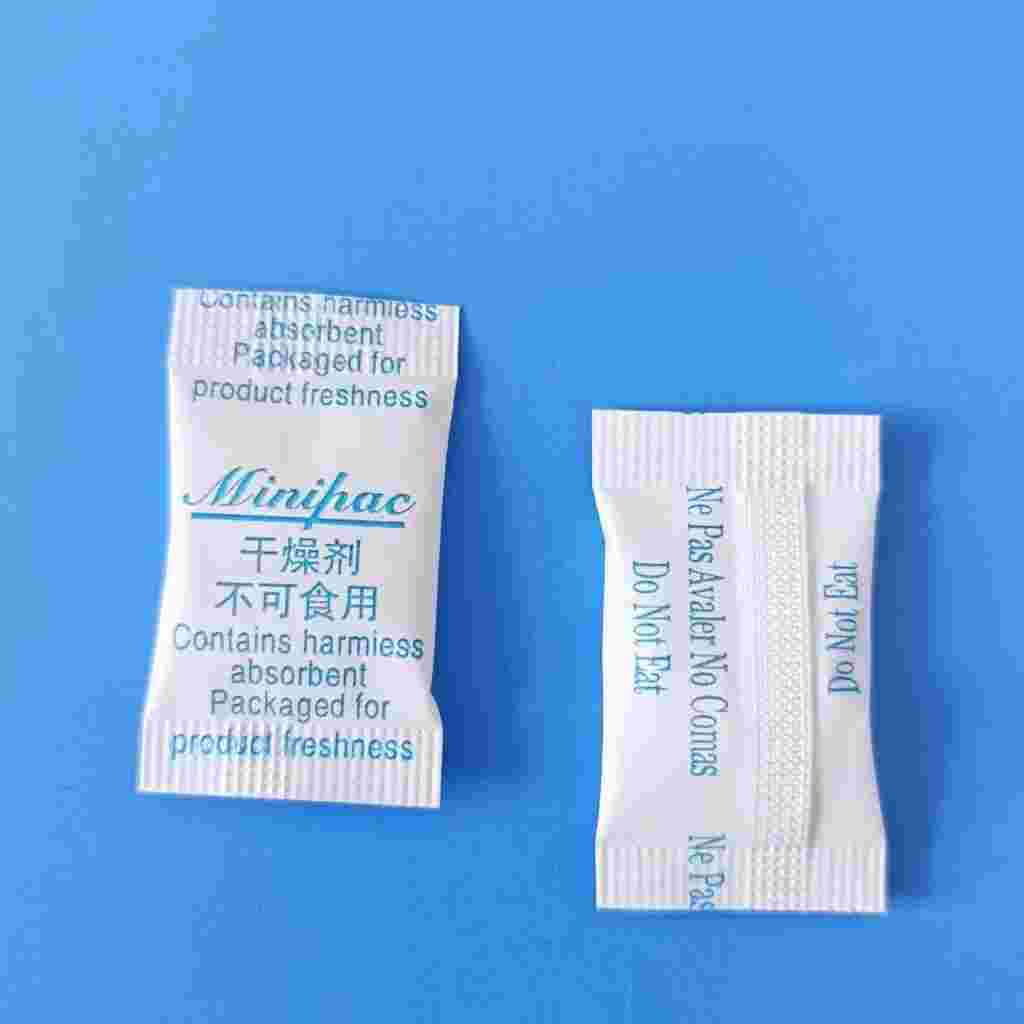 Contains harmiess
absorbent
Packaged for
product freshness
Minipac
干燥剂
不可食用
Contains harmiess
absorbent
Packaged for
product freshness
Do Not Eat
Ne Pas Avaler No Comas
Ne Pas
Do Not Eat